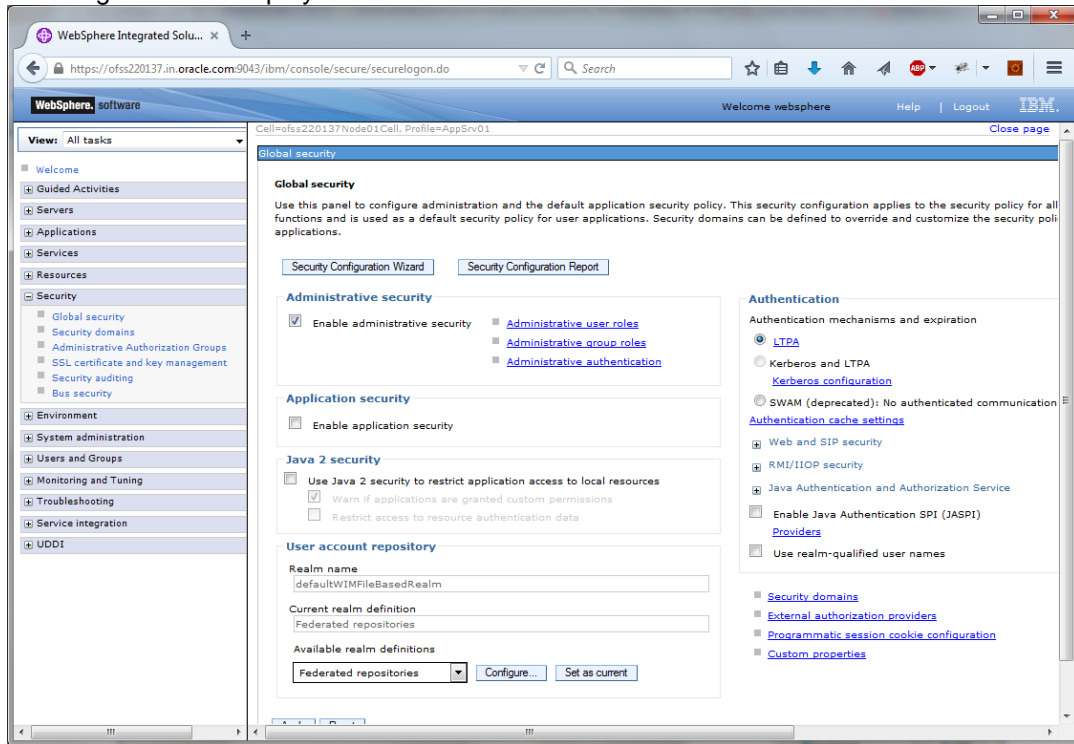 WebSphere Integrated Solu... × +
https://ofss220137.in.oracle.com:9043/ibm/console/secure/securelogon.do
Search
ABP
WebSphere. software
Welcome websphere Help | Logout IBM.
View: All tasks
Welcome
Guided Activities
Servers
Applications
Services
Resources
Security
Global security
Security domains
Administrative Authorization Groups
SSL certificate and key management
Security auditing
Bus security
Environment
System administration
Users and Groups
Monitoring and Tuning
Troubleshooting
Service integration
UDDI
Cell=ofss220137Node01Cell, Profile=AppSrv01
Close page
Global security
Global security
Use this panel to configure administration and the default application security policy. This security configuration applies to the security policy for all
functions and is used as a default security policy for user applications. Security domains can be defined to override and customize the security poli
applications.
Security Configuration Wizard Security Configuration Report
Administrative security
Enable administrative security
Administrative user roles
Administrative group roles
Administrative authentication
Application security
Enable application security
Java 2 security
Use Java 2 security to restrict application access to local resources
Warn if applications are granted custom permissions
Restrict access to resource authentication data
User account repository
Realm name
defaultWIMFileBasedRealm
Current realm definition
Federated repositories
Available realm definitions
Federated repositories Configure... Set as current
Authentication
Authentication mechanisms and expiration
LTPA
Kerberos and LTPA
Kerberos configuration
SWAM (deprecated): No authenticated communication
Authentication cache settings
Web and SIP security
RMI/IIOP security
Java Authentication and Authorization Service
Enable Java Authentication SPI (JASPI)
Providers
Use realm-qualified user names
Security domains
External authorization providers
Programmatic session cookie configuration
Custom properties